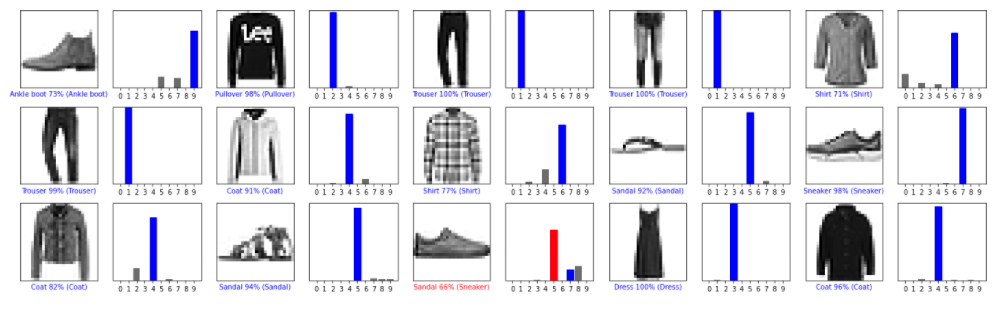 Lee
0 1 2 3 4 5 6 7 8 9 0 1 2 3 4 5 6 7 8 9 0 1 2 3 4 5 6 7 8 9 0 1 2 3 4 5 6 7 8 9 0 1 2 3 4 5 6 7 8 9
Ankle boot 73% (Ankle boot) Pullover 98% (Pullover) Trouser 100% (Trouser) Trouser 100% (Trouser) Shirt 71% (Shirt)
0 1 2 3 4 5 6 7 8 9 0 1 2 3 4 5 6 7 8 9 0 1 2 3 4 5 6 7 8 9 0 1 2 3 4 5 6 7 8 9 0 1 2 3 4 5 6 7 8 9
Trouser 99% (Trouser) Coat 91% (Coat) Shirt 77% (Shirt) Sandal 92% (Sandal) Sneaker 98% (Sneaker)
0 1 2 3 4 5 6 7 8 9 0 1 2 3 4 5 6 7 8 9 0 1 2 3 4 5 6 7 8 9 0 1 2 3 4 5 6 7 8 9 0 1 2 3 4 5 6 7 8 9
Coat 82% (Coat) Sandal 94% (Sandal) Sandal 66% (Sneaker) Dress 100% (Dress) Coat 96% (Coat)